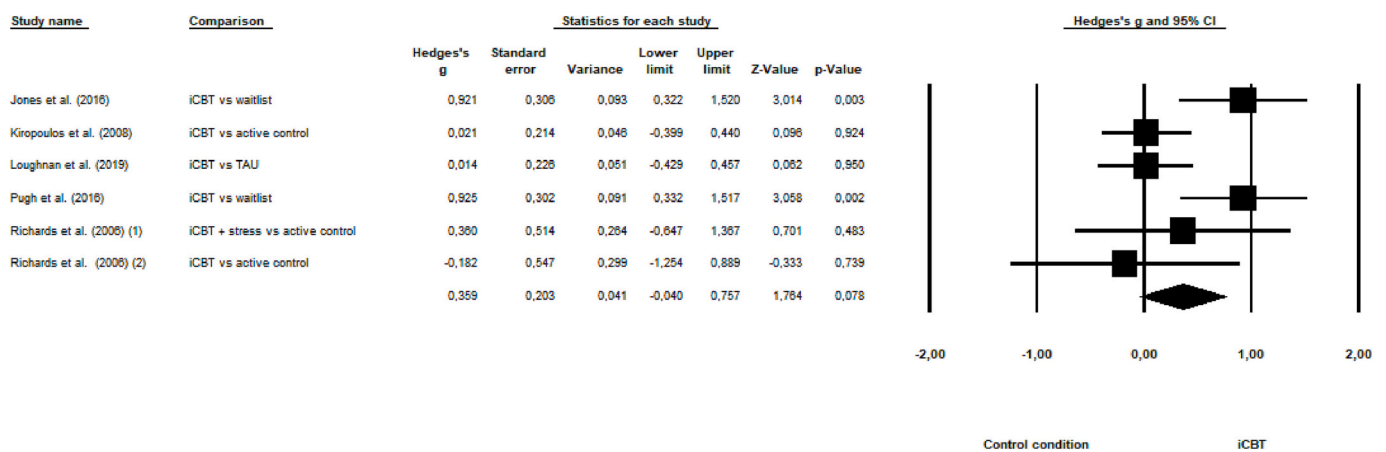 Study name Comparison Statistics for each study Hedges's g and 95% CI
Hedges's Standard Lower Upper
g error Variance limit limit Z-Value p-Value
Jones et al. (2016) iCBT vs waitlist 0,921 0,306 0,093 0,322 1,520 3,014 0,003
Kiropoulos et al. (2008) iCBT vs active control 0,021 0,214 0,046 -0,399 0,440 0,096 0,924
Loughnan et al. (2019) iCBT vs TAU 0,014 0,226 0,051 -0,429 0,457 0,062 0,950
Pugh et al. (2016) iCBT vs waitlist 0,925 0,302 0,091 0,332 1,517 3,058 0,002
Richards et al. (2006) (1) iCBT + stress vs active control 0,360 0,514 0,264 -0,647 1,367 0,701 0,483
Richards et al. (2006) (2) iCBT vs active control -0,182 0,547 0,299 -1,254 0,889 -0,333 0,739
0,359 0,203 0,041 -0,040 0,757 1,764 0,078
-2,00 -1,00 0,00 1,00 2,00
Control condition iCBT